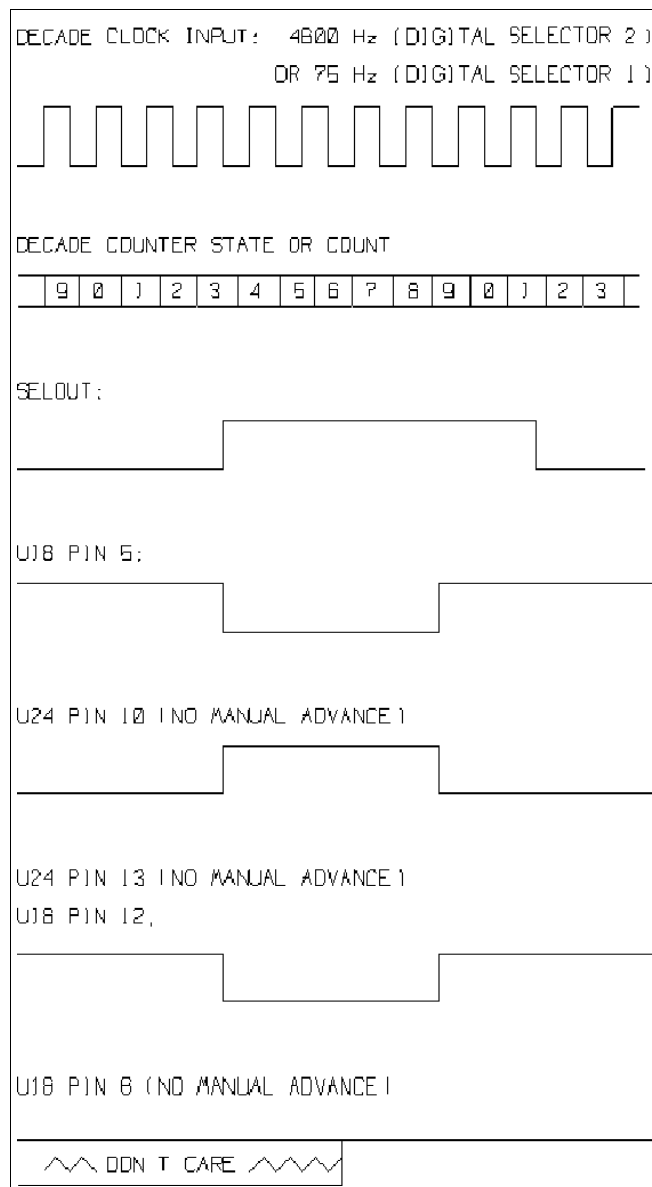 DECADE CLOCK INPUT: 4600 Hz (DIGITAL SELECTOR 2)
OR 75 Hz (DIGITAL SELECTOR 1)
DECADE COUNTER STATE OR COUNT
9 0 1 2 3 4 5 6 7 8 9 0 1 2 3
SELOUT:
U18 PIN 5:
U24 PIN 10 (NO MANUAL ADVANCE)
U24 PIN 13 (NO MANUAL ADVANCE)
U18 PIN 12,
U18 PIN 6 (NO MANUAL ADVANCE)
DON T CARE